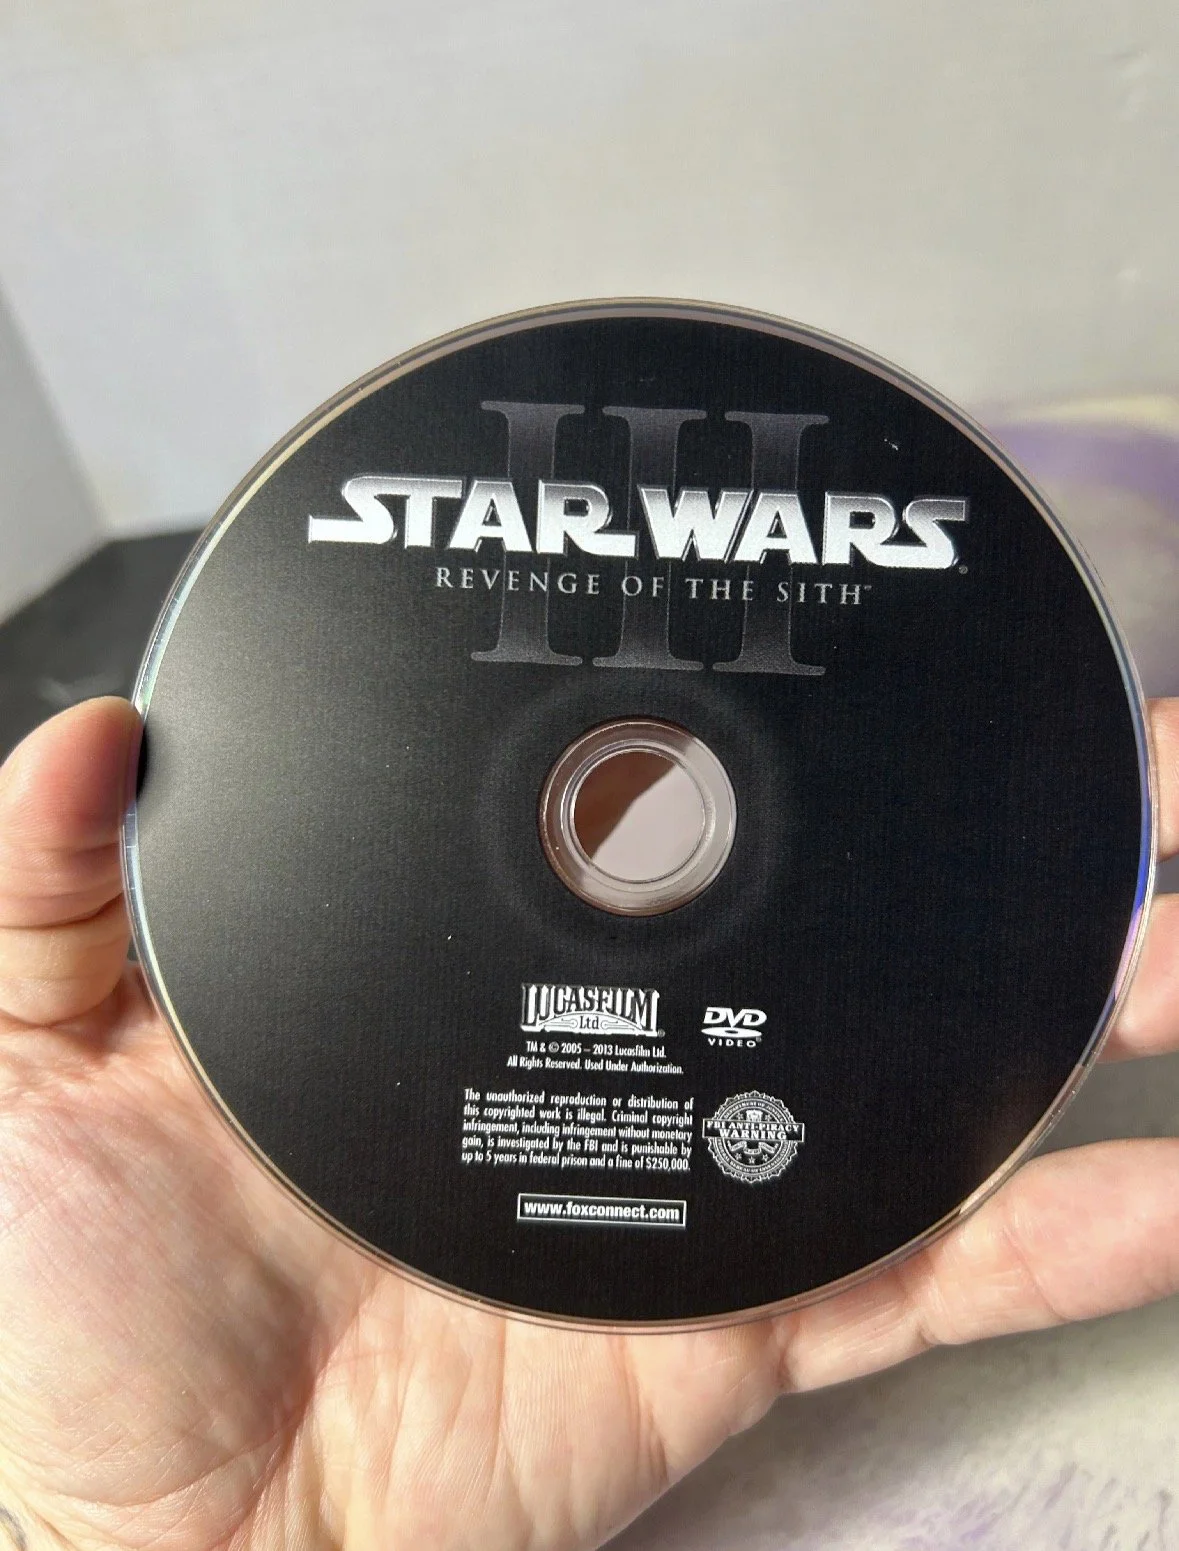 III
STAR WARS®
REVENGE OF THE SITH™
LUCASFILM
Ltd®
DVD
VIDEO
TM & © 2005 – 2013 Lucasfilm Ltd.
All Rights Reserved. Used Under Authorization.
The unauthorized reproduction or distribution of
this copyrighted work is illegal. Criminal copyright
infringement, including infringement without monetary
gain, is investigated by the FBI and is punishable by
up to 5 years in federal prison and a fine of $250,000.
FBI ANTI-PIRACY
WARNING
www.foxconnect.com